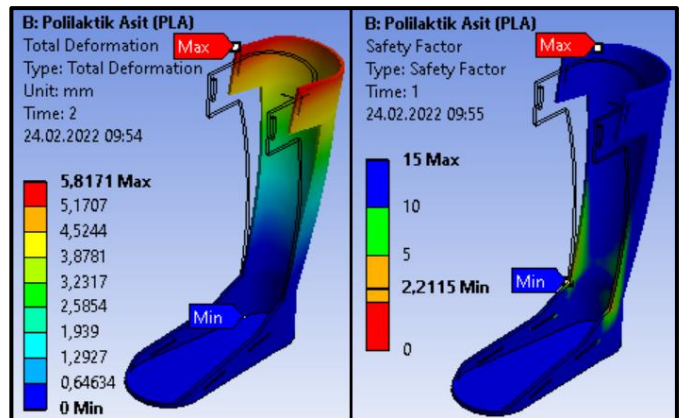 B: Polilaktik Asit (PLA)
Total Deformation
Type: Total Deformation
Unit: mm
Time: 2
24.02.2022 09:54
Max
5,8171 Max
5,1707
4,5244
3,8781
3,2317
2,5854
1,939
1,2927
0,64634
0 Min
Min
B: Polilaktik Asit (PLA)
Safety Factor
Type: Safety Factor
Time: 1
24.02.2022 09:55
Max
15 Max
10
5
2,2115 Min
0
Min